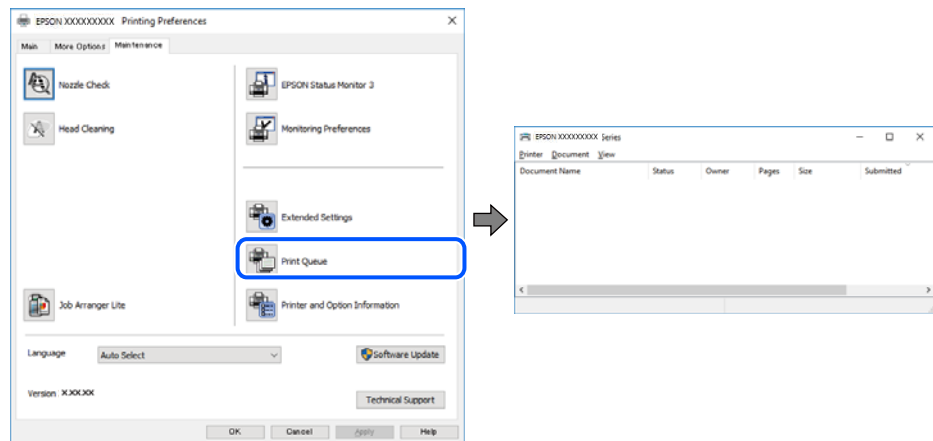 EPSON XXXXXXXXX Printing Preferences
Main More Options Maintenance
Nozzle Check
EPSON Status Monitor 3
Head Cleaning
Monitoring Preferences
Extended Settings
Print Queue
Job Arranger Lite
Printer and Option Information
Language Auto Select
Software Update
Version X.XX.XX
Technical Support
OK Cancel Apply Help
EPSON XXXXXXXXX Series
Printer Document View
Document Name Status Owner Pages Size Submitted